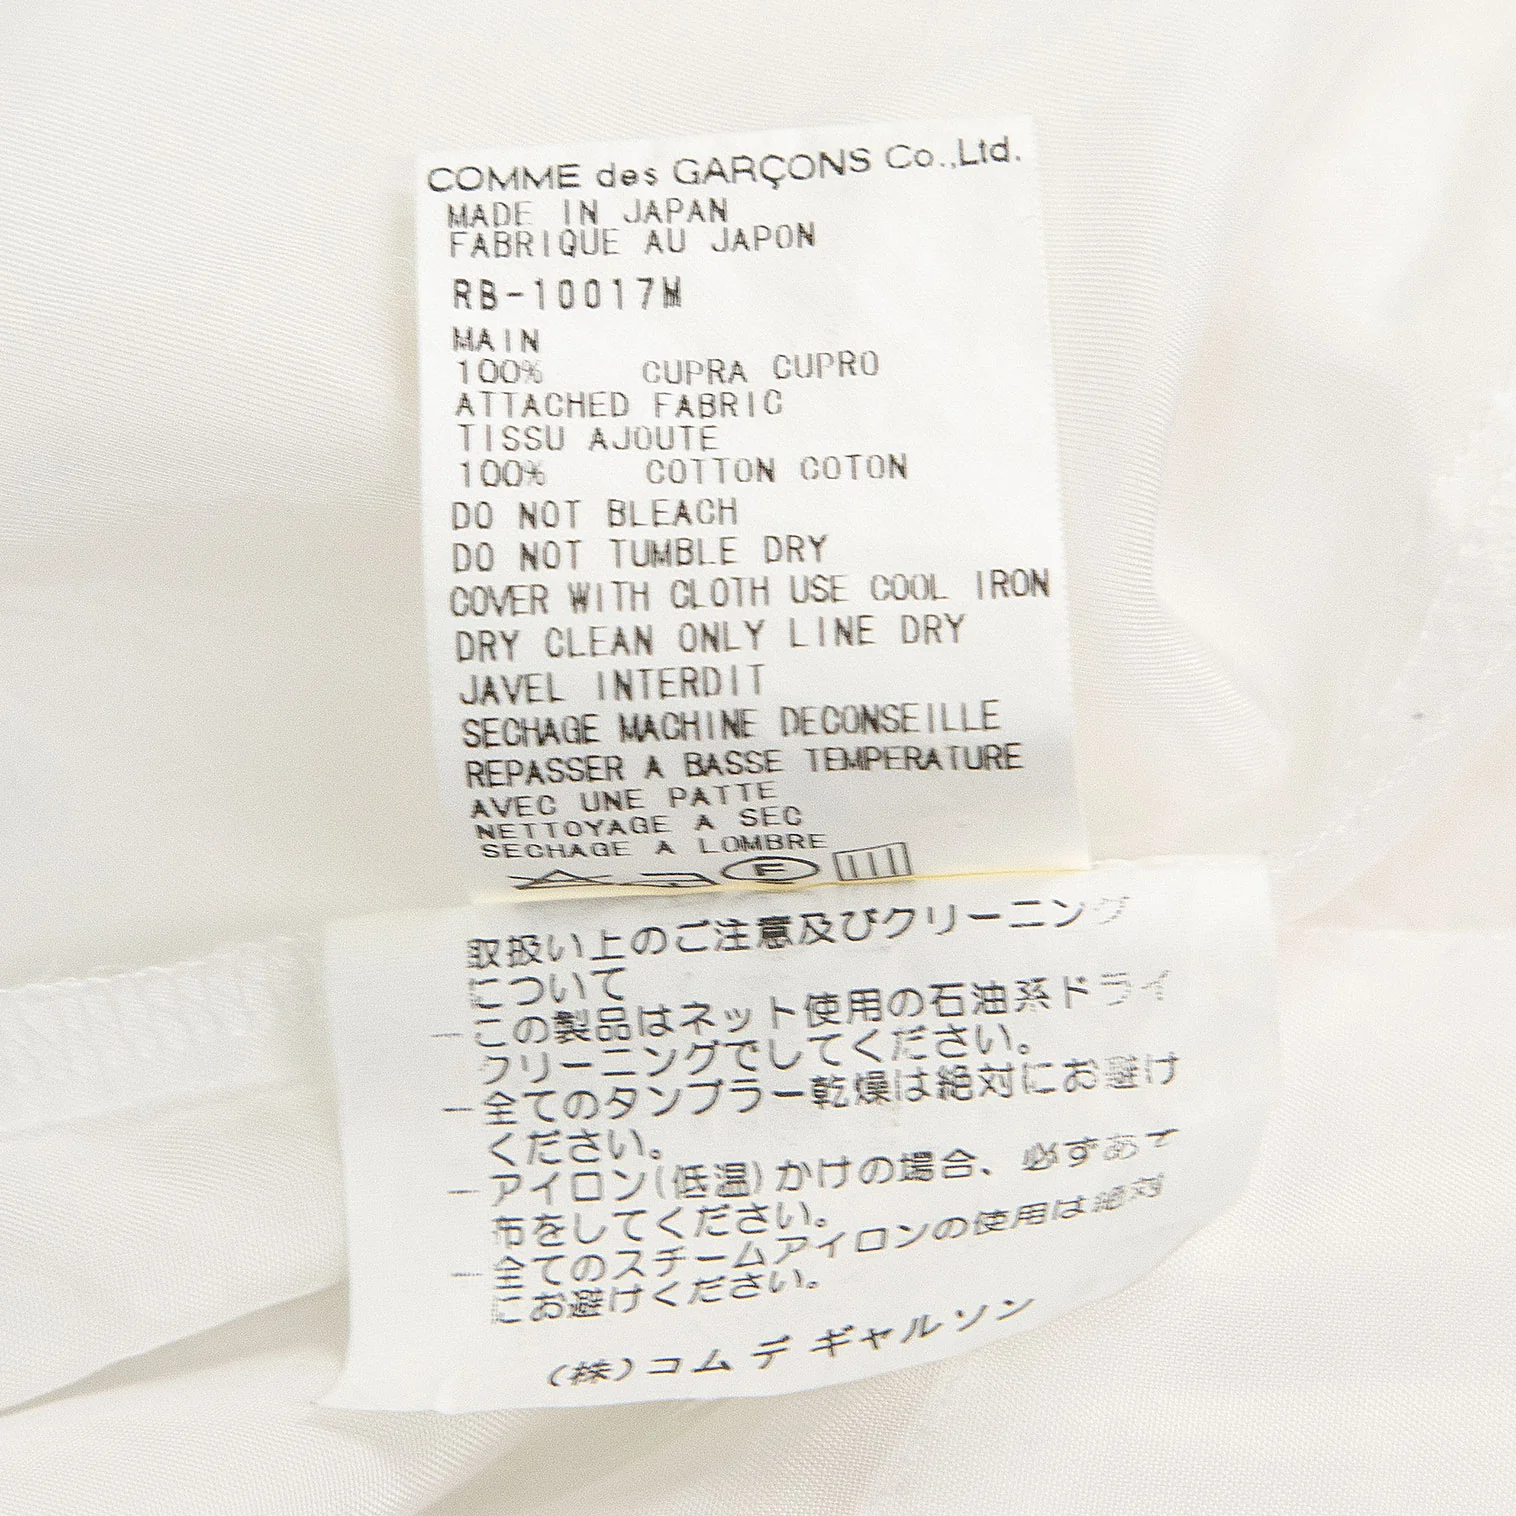 COMME des GARÇONS Co.,Ltd.
MADE IN JAPAN
FABRIQUE AU JAPON
RB-10017M
MAIN
100% CUPRA CUPRO
ATTACHED FABRIC
TISSU AJOUTE
100% COTTON COTON
DO NOT BLEACH
DO NOT TUMBLE DRY
COVER WITH CLOTH USE COOL IRON
DRY CLEAN ONLY LINE DRY
JAVEL INTERDIT
SECHAGE MACHINE DECONSEILLE
REPASSER A BASSE TEMPERATURE
AVEC UNE PATTE
NETTOYAGE A SEC
SECHAGE A LOMBRE
E
取扱い上のご注意及びクリーニング
について
－この製品はネット使用の石油系ドライ
クリーニングでしてください。
－全てのタンブラー乾燥は絶対にお避け
ください。
－アイロン(低温)かけの場合、必ずあて
布をしてください。
－全てのスチームアイロンの使用は絶対
にお避けください。
(株)コム デ ギャルソン